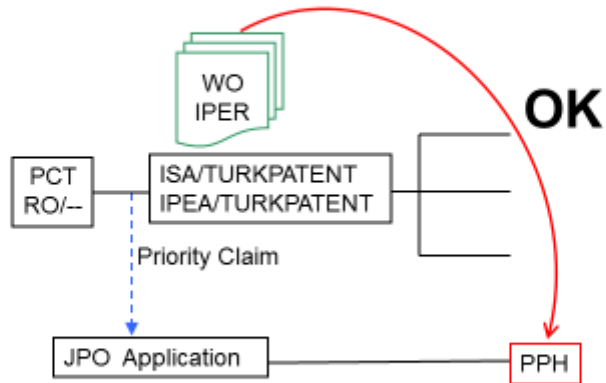 WO
IPER
OK
PCT
RO/--
ISA/TURKPATENT
IPEA/TURKPATENT
Priority Claim
JPO Application
PPH